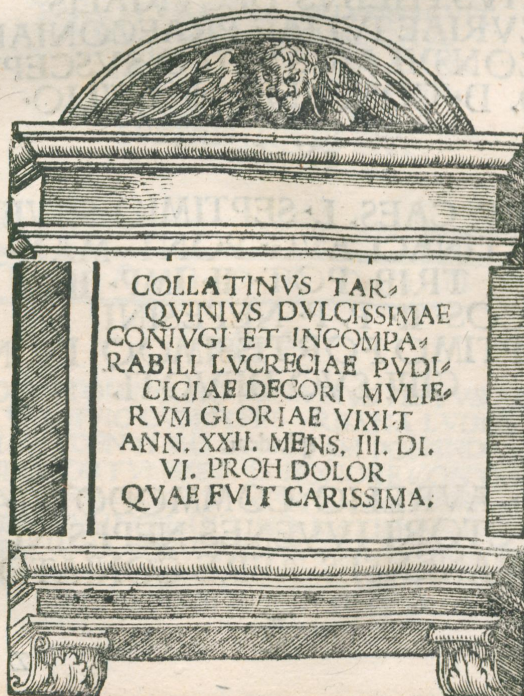 COLLATINVS TAR⸗
QVINIVS DVLCISSIMAE
CONIVGI ET INCOMPA⸗
RABILI LVCRECIAE PVDI⸗
CICIAE DECORI MVLIE⸗
RVM GLORIAE VIXIT
ANN. XXII. MENS. III. DI.
VI. PROH DOLOR
QVAE FVIT CARISSIMA.